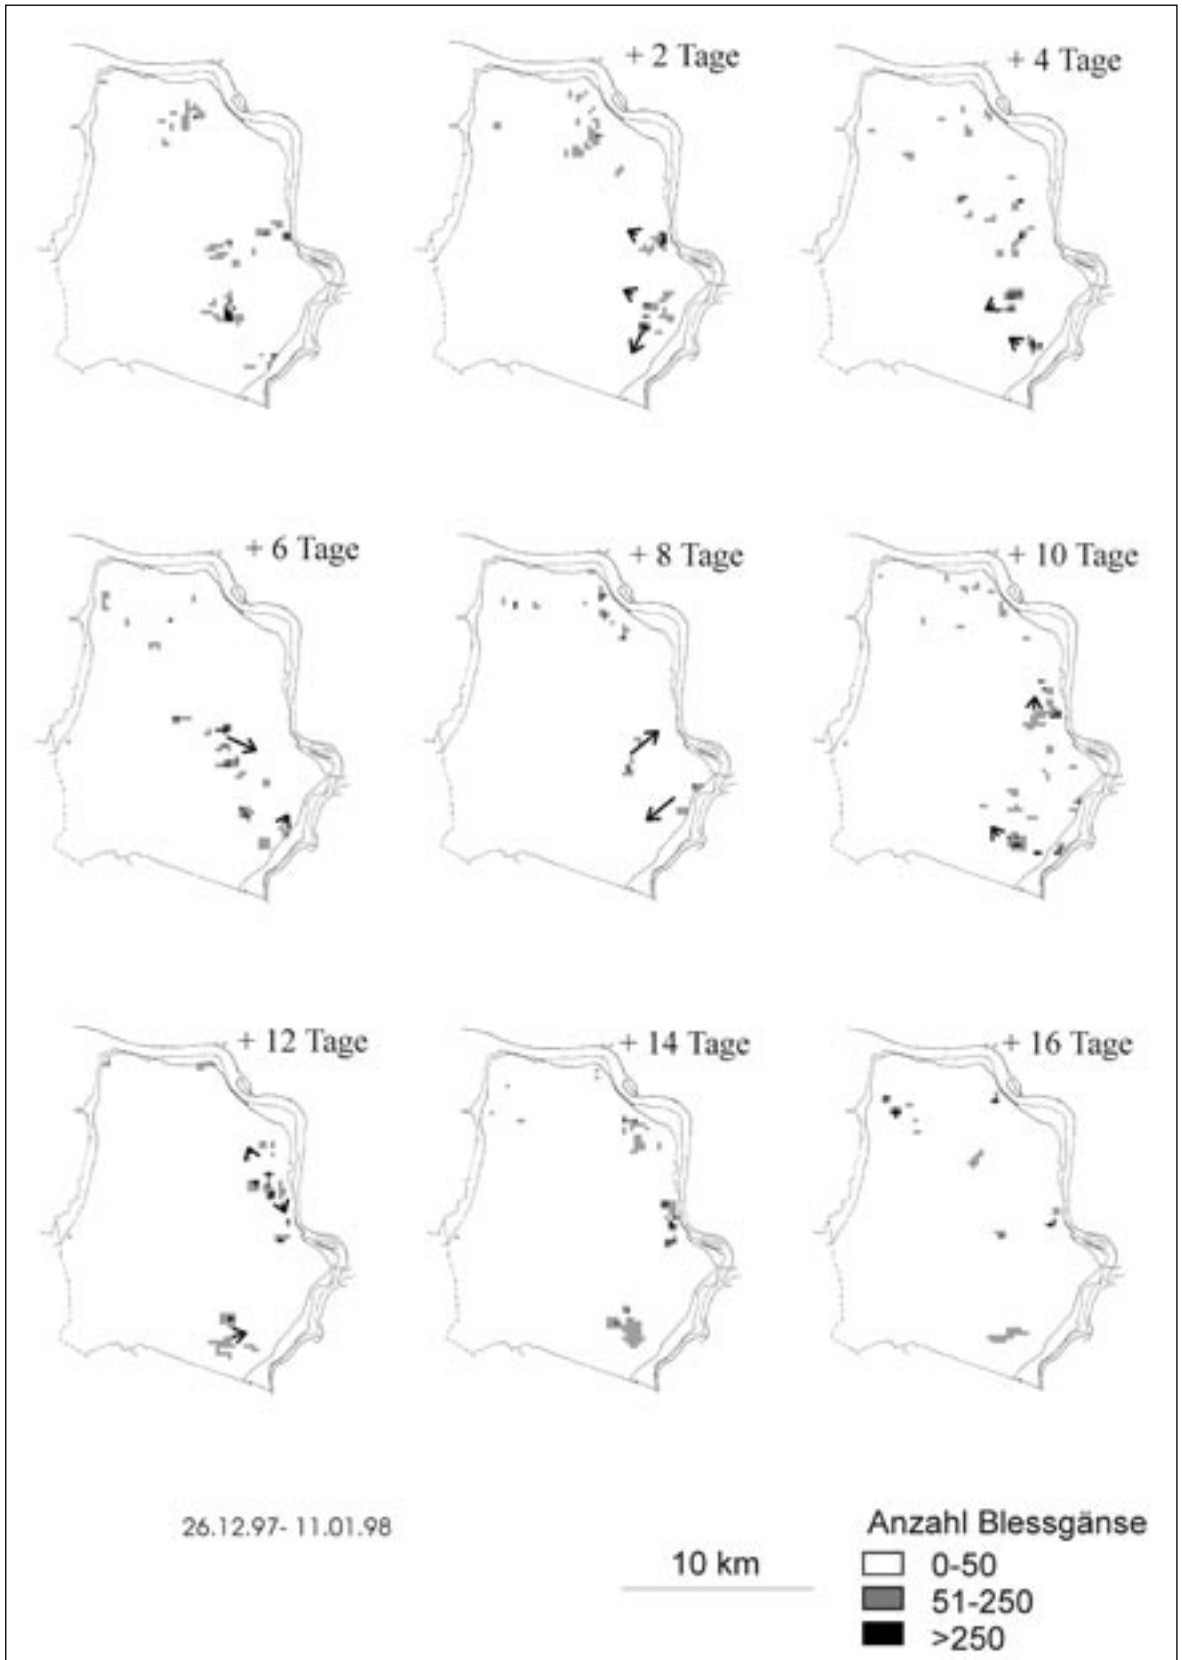 + 2 Tage
+ 4 Tage
+ 6 Tage
+ 8 Tage
+ 10 Tage
+ 12 Tage
+ 14 Tage
+ 16 Tage
26.12.97- 11.01.98
10 km
Anzahl Blessgänse
0-50
51-250
>250